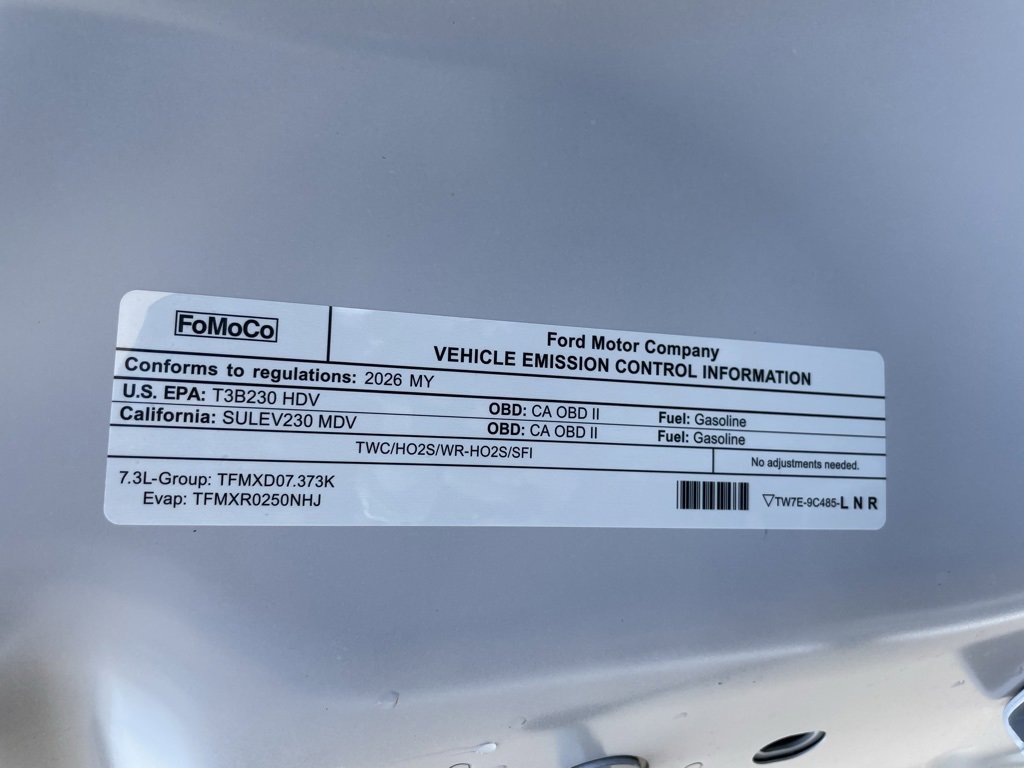 FoMoCo
Ford Motor Company
VEHICLE EMISSION CONTROL INFORMATION
Conforms to regulations: 2026 MY
U.S. EPA: T3B230 HDV OBD: CA OBD II Fuel: Gasoline
California: SULEV230 MDV OBD: CA OBD II Fuel: Gasoline
TWC/HO2S/WR-HO2S/SFI No adjustments needed.
7.3L-Group: TFMXD07.373K
Evap: TFMXR0250NHJ
▽TW7E-9C485-L N R